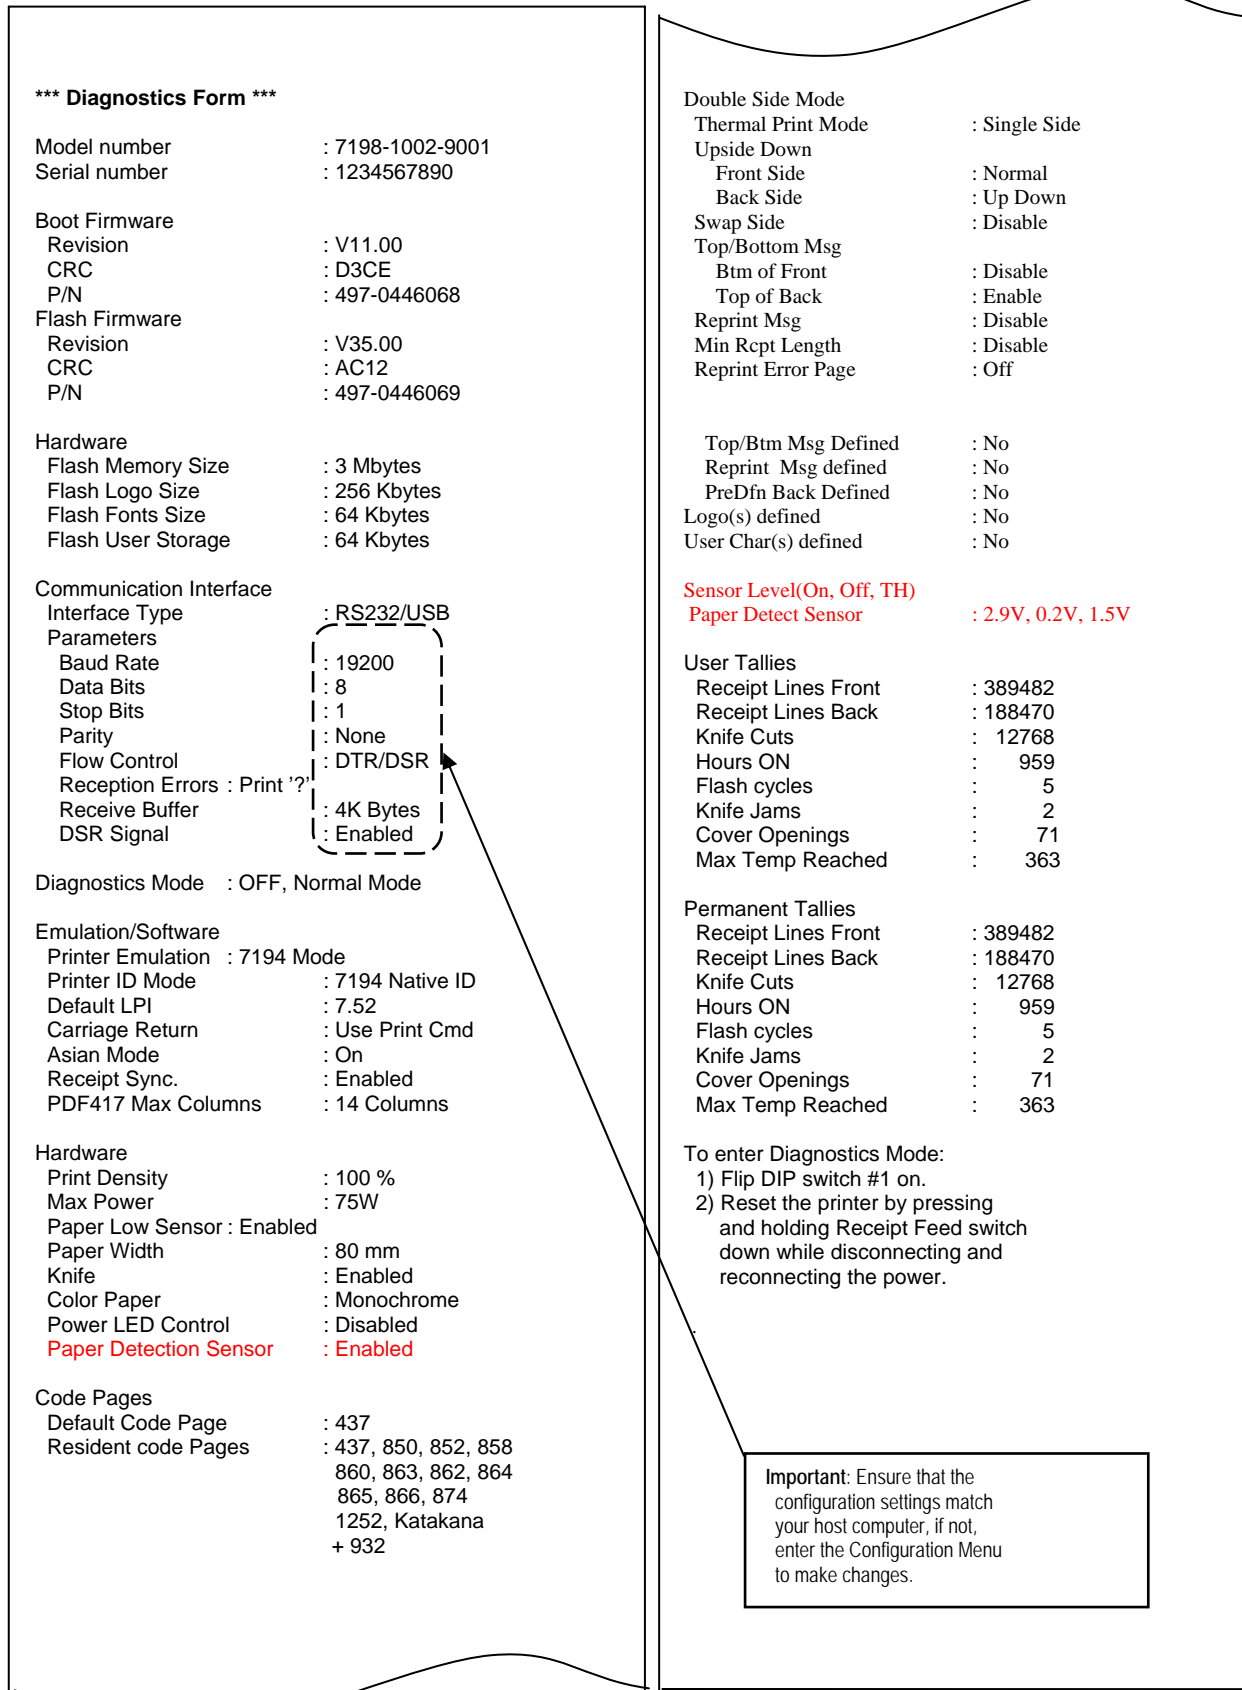 *** Diagnostics Form ***
Model number : 7198-1002-9001
Serial number : 1234567890
Boot Firmware
Revision : V11.00
CRC : D3CE
P/N : 497-0446068
Flash Firmware
Revision : V35.00
CRC : AC12
P/N : 497-0446069
Hardware
Flash Memory Size : 3 Mbytes
Flash Logo Size : 256 Kbytes
Flash Fonts Size : 64 Kbytes
Flash User Storage : 64 Kbytes
Communication Interface
Interface Type : RS232/USB
Parameters
Baud Rate : 19200
Data Bits : 8
Stop Bits : 1
Parity : None
Flow Control : DTR/DSR
Reception Errors : Print '?'
Receive Buffer : 4K Bytes
DSR Signal : Enabled
Diagnostics Mode : OFF, Normal Mode
Emulation/Software
Printer Emulation : 7194 Mode
Printer ID Mode : 7194 Native ID
Default LPI : 7.52
Carriage Return : Use Print Cmd
Asian Mode : On
Receipt Sync. : Enabled
PDF417 Max Columns : 14 Columns
Hardware
Print Density : 100 %
Max Power : 75W
Paper Low Sensor : Enabled
Paper Width : 80 mm
Knife : Enabled
Color Paper : Monochrome
Power LED Control : Disabled
Paper Detection Sensor : Enabled
Code Pages
Default Code Page : 437
Resident code Pages : 437, 850, 852, 858
860, 863, 862, 864
865, 866, 874
1252, Katakana
+ 932
Double Side Mode
Thermal Print Mode : Single Side
Upside Down
Front Side : Normal
Back Side : Up Down
Swap Side : Disable
Top/Bottom Msg
Btm of Front : Disable
Top of Back : Enable
Reprint Msg : Disable
Min Rcpt Length : Disable
Reprint Error Page : Off
Top/Btm Msg Defined : No
Reprint Msg defined : No
PreDfn Back Defined : No
Logo(s) defined : No
User Char(s) defined : No
Sensor Level(On, Off, TH)
Paper Detect Sensor : 2.9V, 0.2V, 1.5V
User Tallies
Receipt Lines Front : 389482
Receipt Lines Back : 188470
Knife Cuts : 12768
Hours ON : 959
Flash cycles : 5
Knife Jams : 2
Cover Openings : 71
Max Temp Reached : 363
Permanent Tallies
Receipt Lines Front : 389482
Receipt Lines Back : 188470
Knife Cuts : 12768
Hours ON : 959
Flash cycles : 5
Knife Jams : 2
Cover Openings : 71
Max Temp Reached : 363
To enter Diagnostics Mode:
1) Flip DIP switch #1 on.
2) Reset the printer by pressing
and holding Receipt Feed switch
down while disconnecting and
reconnecting the power.
.
Important: Ensure that the
configuration settings match
your host computer, if not,
enter the Configuration Menu
to make changes.